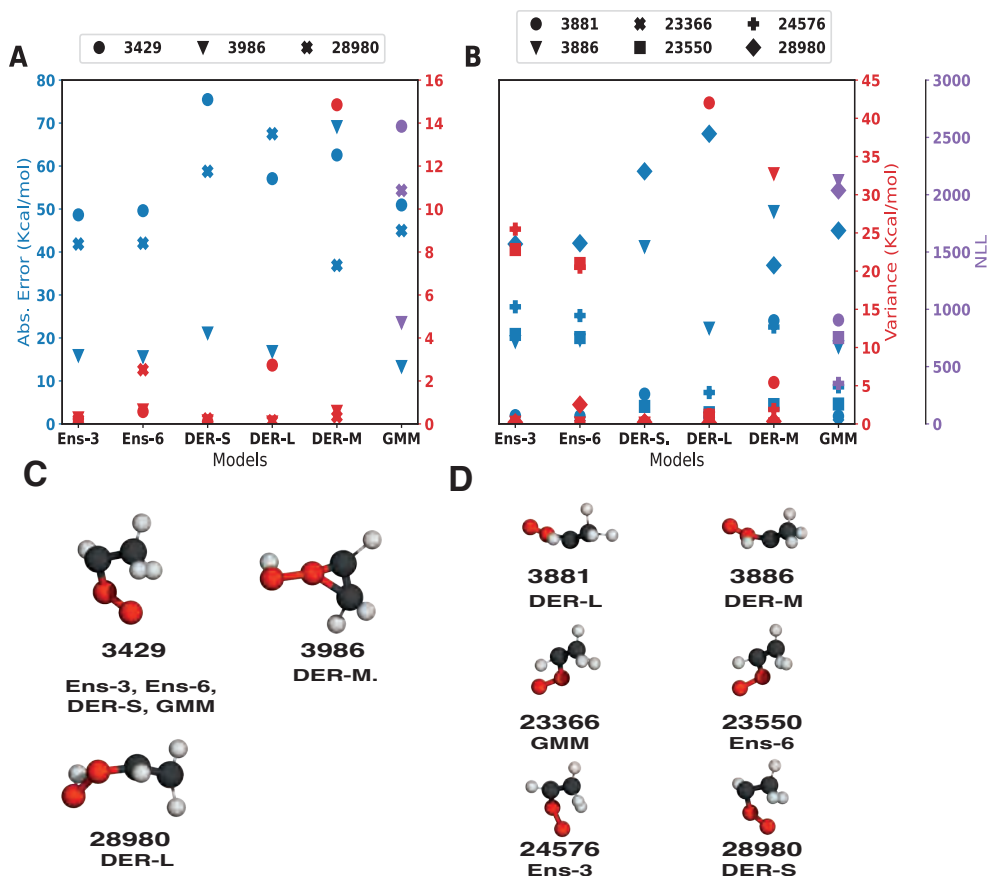 3429 3986 28980
3881 23366 24576
3886 23550 28980
A
B
80
70
60
50
40
30
20
10
0
Abs. Error (Kcal/mol)
16
14
12
10
8
6
4
2
0
Ens-3 Ens-6 DER-S DER-L DER-M GMM
Models
45
40
35
30
25
20
15
10
5
0
Variance (Kcal/mol)
3000
2500
2000
1500
1000
500
0
NLL
Ens-3 Ens-6 DER-S. DER-L DER-M GMM
Models
C
3429
Ens-3, Ens-6,
DER-S, GMM
3986
DER-M.
28980
DER-L
D
3881
DER-L
3886
DER-M
23366
GMM
23550
Ens-6
24576
Ens-3
28980
DER-S